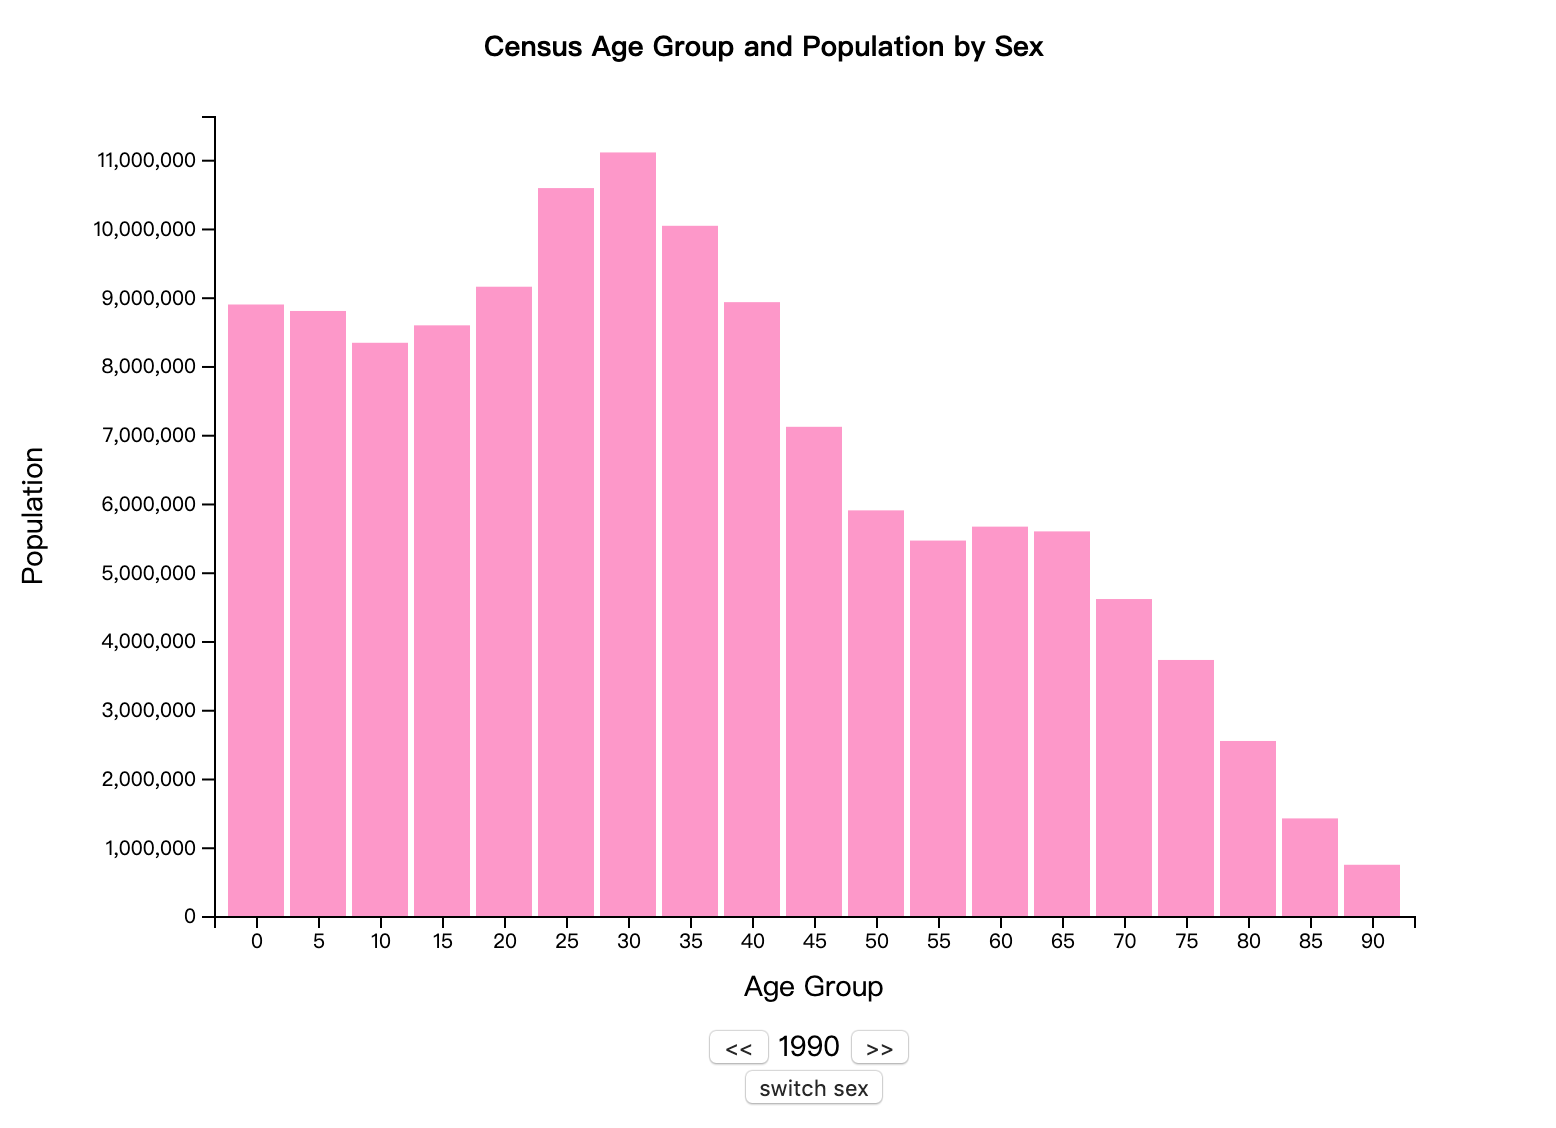 Census Age Group and Population by Sex
11,000,000
10,000,000
9,000,000
8,000,000
7,000,000
6,000,000
5,000,000
4,000,000
3,000,000
2,000,000
1,000,000
0
Population
0 5 10 15 20 25 30 35 40 45 50 55 60 65 70 75 80 85 90
Age Group
<< 1990 >>
switch sex